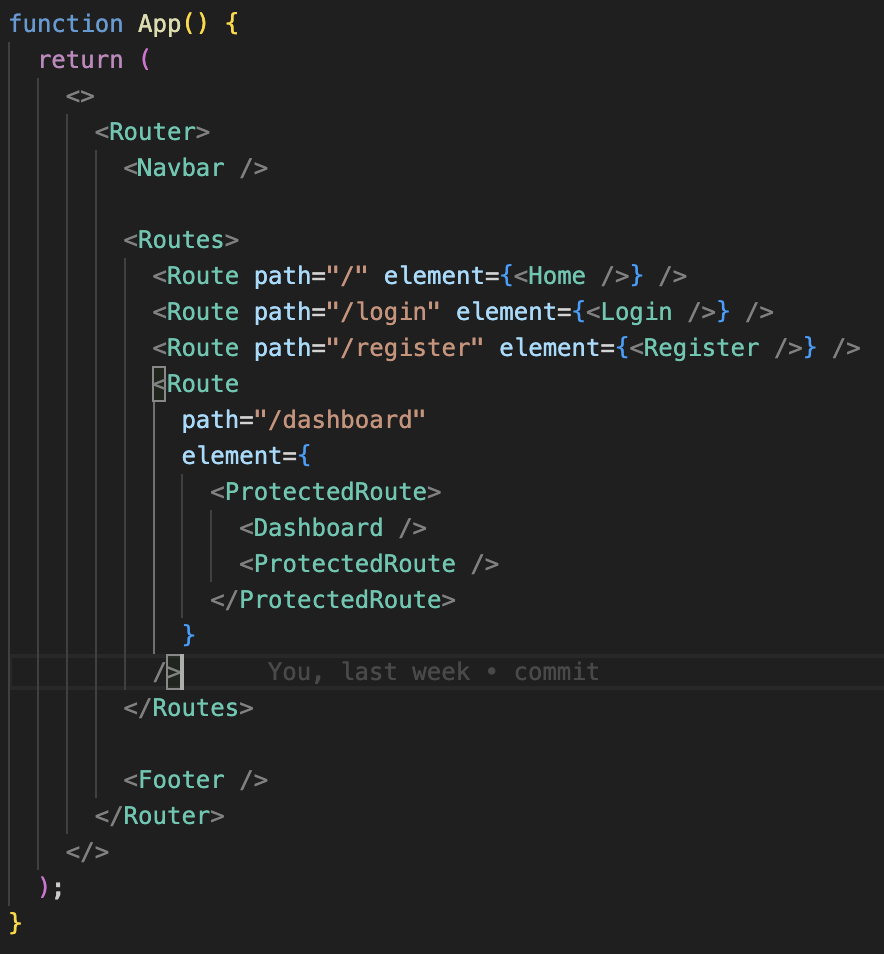 function App() {
  return (
    <>
      <Router>
        <Navbar />

        <Routes>
          <Route path="/" element={<Home />} />
          <Route path="/login" element={<Login />} />
          <Route path="/register" element={<Register />} />
          <Route
            path="/dashboard"
            element={
              <ProtectedRoute>
                <Dashboard />
                <ProtectedRoute />
              </ProtectedRoute>
            }
          />        You, last week • commit
        </Routes>

        <Footer />
      </Router>
    </>
  );
}